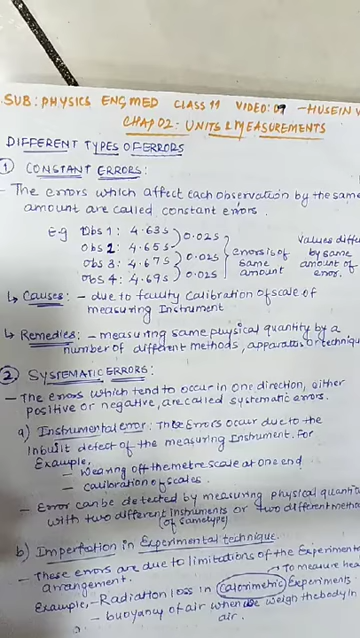 SUB: PHYSICS ENG MED CLASS 11 VIDEO: 07 - HUSEIN
CHAP 02: UNITS & MEASUREMENTS
DIFFERENT TYPES OF ERRORS
① CONSTANT ERRORS:
- The errors which affect each observation by the same
amount are called constant errors.
Eg Obs 1: 4.63s
Obs 2: 4.65s
Obs 3: 4.67s
Obs 4: 4.69s
0.02s
0.02s
0.02s
errors is of
same
amount
values differ
by same
amount of
error.
↳ Causes: - due to faulty calibration of scale of
measuring Instrument
↳ Remedies: - measuring same physical quantity by a
number of different methods, apparatus or technique
② SYSTEMATIC ERRORS:
- The errors which tend to occur in one direction, either
positive or negative, are called systematic errors.
a) Instrumental error: These Errors occur due to the
inbuilt defect of the measuring Instrument. For
Example,
- Wearing off the metre scale at one end
- calibration of scales.
- Error can be detected by measuring physical
with two different Instruments or two different
(of same type)
b) Imperfection in Experimental technique.
- These errors are due to limitations of the
arrangement.
→ To measure
Example, - Radiation loss in Calorimetric Experiments
- buoyancy of air when we weigh the body in
air.